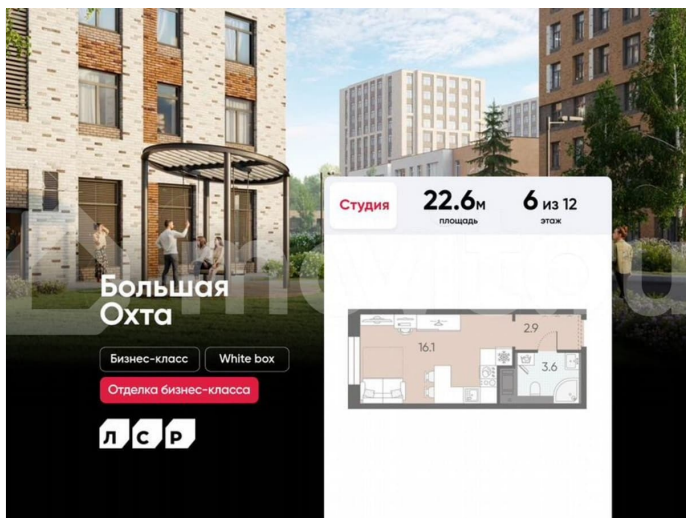 Студия
22.6м
площадь
6 из 12
этаж
Большая
Охта
Бизнес-класс
White box
Отделка бизнес-класса
ЛСР
16.1
2.9
3.6